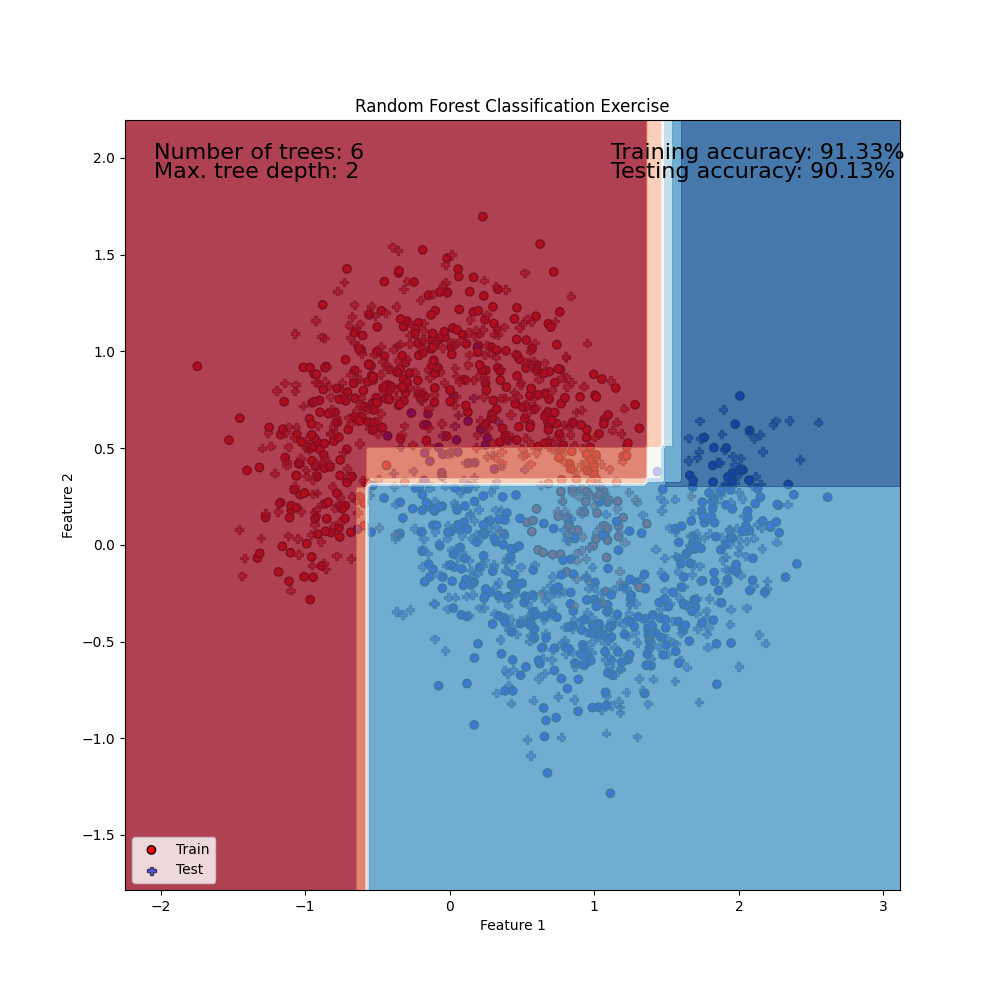 Random Forest Classification Exercise
Number of trees: 6
Max. tree depth: 2
Training accuracy: 91.33%
Testing accuracy: 90.13%
2.0
1.5
1.0
0.5
0.0
−0.5
−1.0
−1.5
Feature 2
Train
Test
−2
−1
0
1
2
3
Feature 1